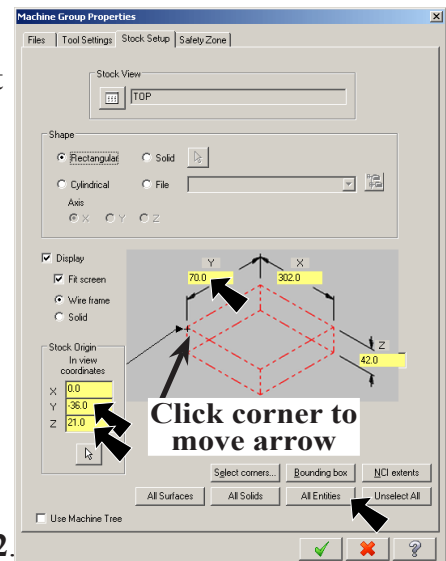 Machine Group Properties
Files Tool Settings Stock Setup Safety Zone
t
Stock View
TOP
Shape
Rectangular Solid
Cylindrical File
Axis
X Y Z
Display
Fit screen
Wire frame
Solid
Y X
70.0 302.0
Z
42.0
Stock Origin
In view
coordinates
X 0.0
Y -36.0
Z 21.0
Click corner to
move arrow
Select corners... Bounding box NCI extents
All Surfaces All Solids All Entities Unselect All
Use Machine Tree
2.